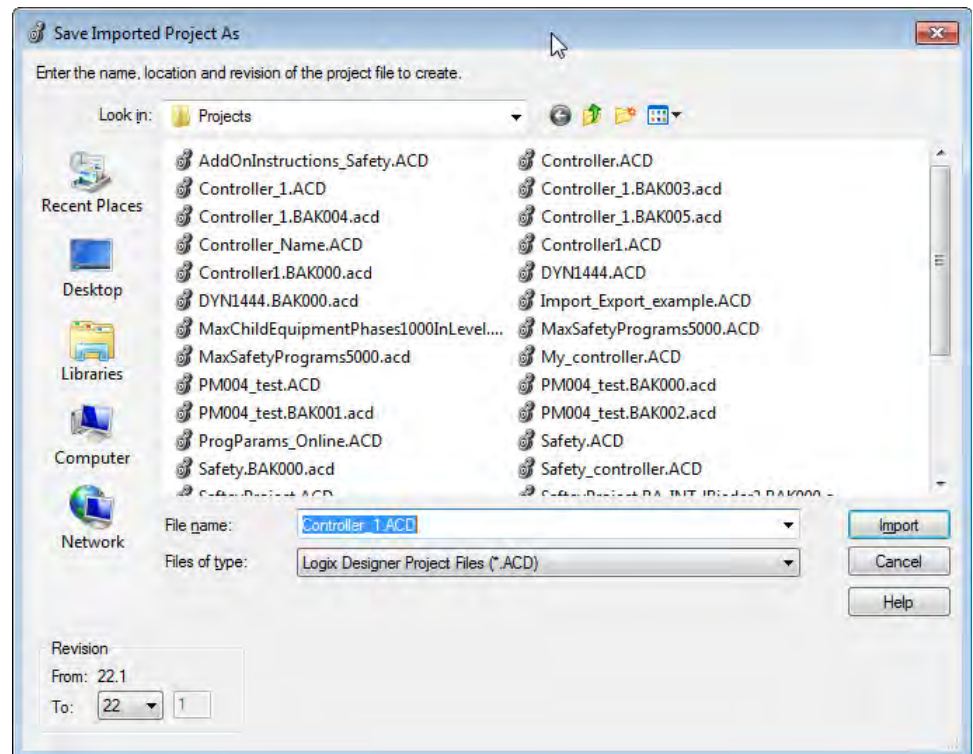 Save Imported Project As
Enter the name, location and revision of the project file to create.
Look in:
Projects
Recent Places
Desktop
Libraries
Computer
Network
AddOnInstructions_Safety.ACD
Controller_1.ACD
Controller_1.BAK004.acd
Controller_Name.ACD
Controller1.BAK000.acd
DYN1444.BAK000.acd
MaxChildEquipmentPhases1000InLevel....
MaxSafetyPrograms5000.acd
PM004_test.ACD
PM004_test.BAK001.acd
ProgParams_Online.ACD
Safety.BAK000.acd
Controller.ACD
Controller_1.BAK003.acd
Controller_1.BAK005.acd
Controller1.ACD
DYN1444.ACD
Import_Export_example.ACD
MaxSafetyPrograms5000.ACD
My_controller.ACD
PM004_test.BAK000.acd
PM004_test.BAK002.acd
Safety.ACD
Safety_controller.ACD
File name:
Controller_1.ACD
Import
Files of type:
Logix Designer Project Files (*.ACD)
Cancel
Help
Revision
From: 22.1
To: 22 1